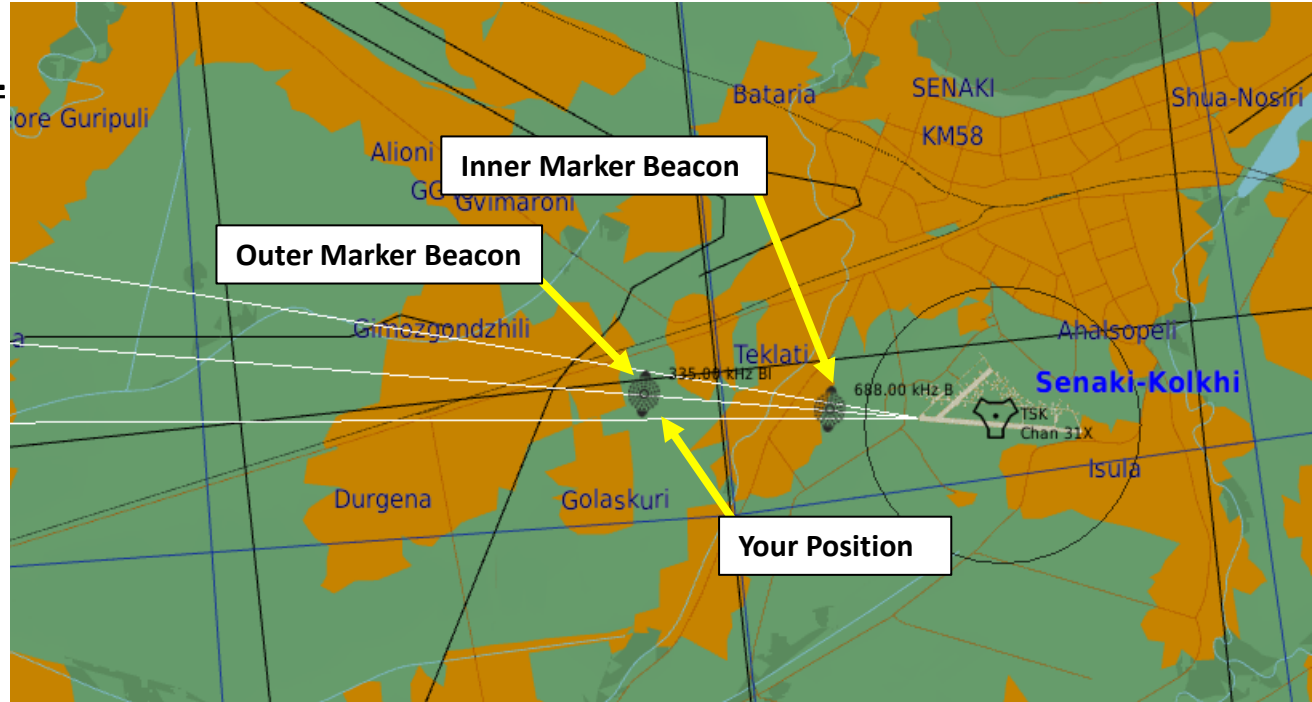 =
ore Guripuli
Bataria
SENAKI
KM58
Shua-Nosiri
Alioni
Inner Marker Beacon
Gvimaroni
Outer Marker Beacon
Gimozgondzhili
a
Teklati
Ahalsopeli
335.00 kHz BI
688.00 kHz B
Senaki-Kolkhi
TSK
Chan 31X
Isula
Durgena
Golaskuri
Your Position